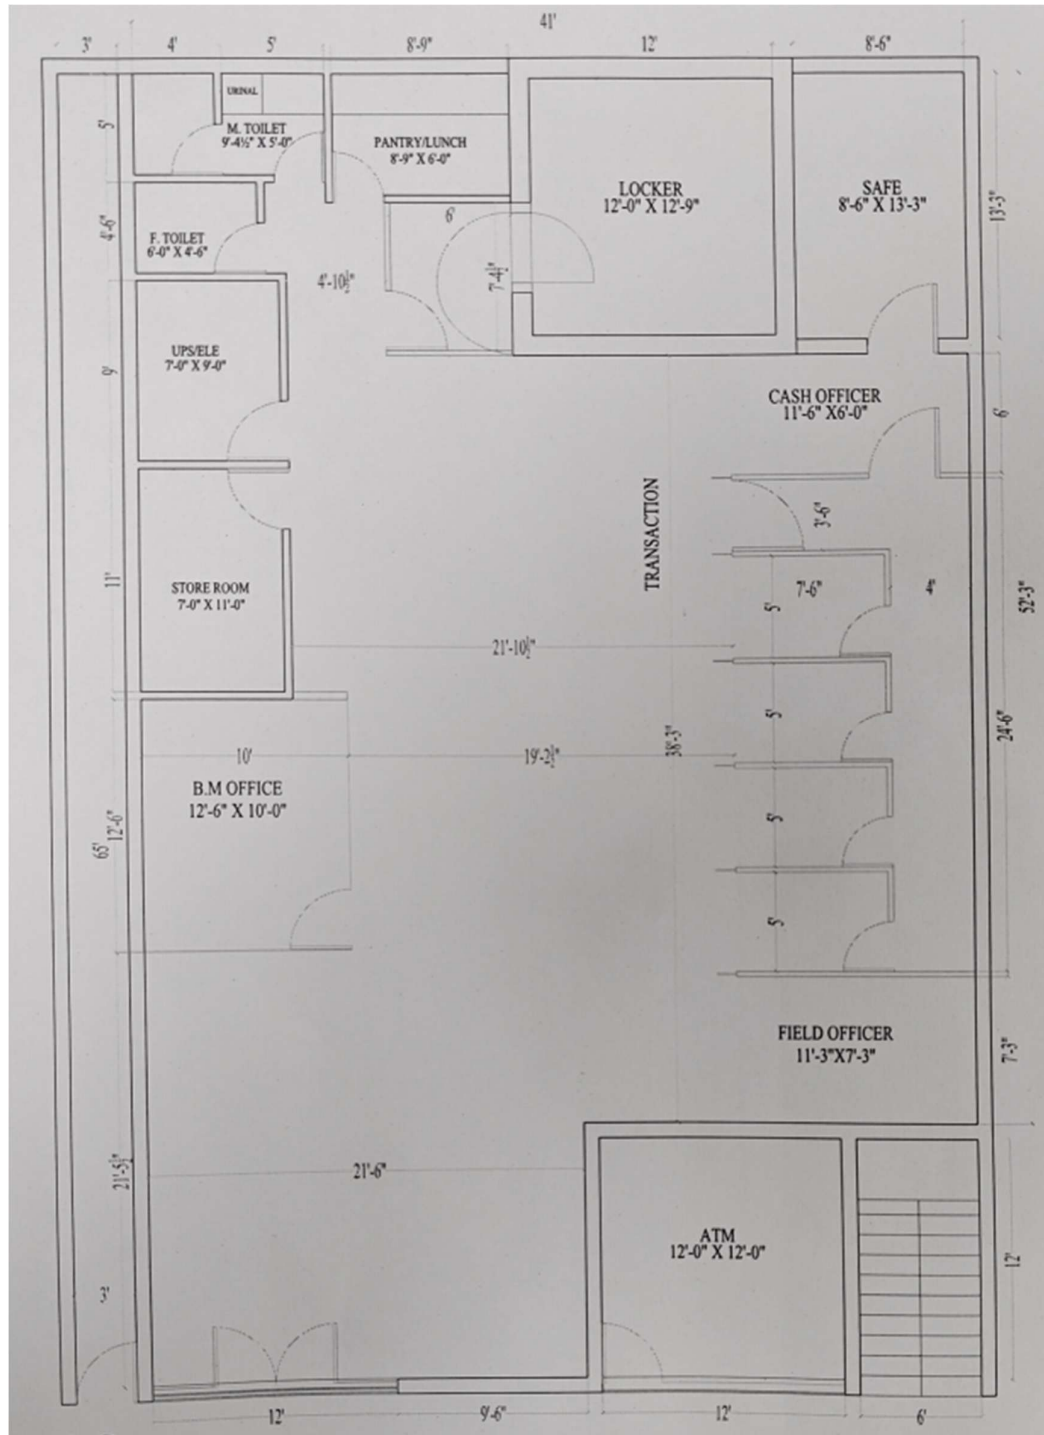 41'
3'
4'
5'
8'-9"
12'
8'-6"
URINAL
M. TOILET
9'-4½" X 5'-0"
PANTRY/LUNCH
8'-9" X 6'-0"
5'
LOCKER
12'-0" X 12'-9"
SAFE
8'-6" X 13'-3"
13'-3"
4'-6"
F. TOILET
6'-0" X 4'-6"
6'
7'-4½"
4'-10½"
UPS/ELE
7'-0" X 9'-0"
9'
CASH OFFICER
11'-6" X6'-0"
6'
TRANSACTION
3'-6"
STORE ROOM
7'-0" X 11'-0"
11'
7'-6"
4'
5'
52'-3"
21'-10½"
5'
24'-6"
38'-3"
10'
19'-2½"
B.M OFFICE
12'-6" X 10'-0"
12'-6"
65'
5'
5'
FIELD OFFICER
11'-3"X7'-3"
7'-3"
21'-5½"
21'-6"
ATM
12'-0" X 12'-0"
12'
3'
12'
9'-6"
12'
6'